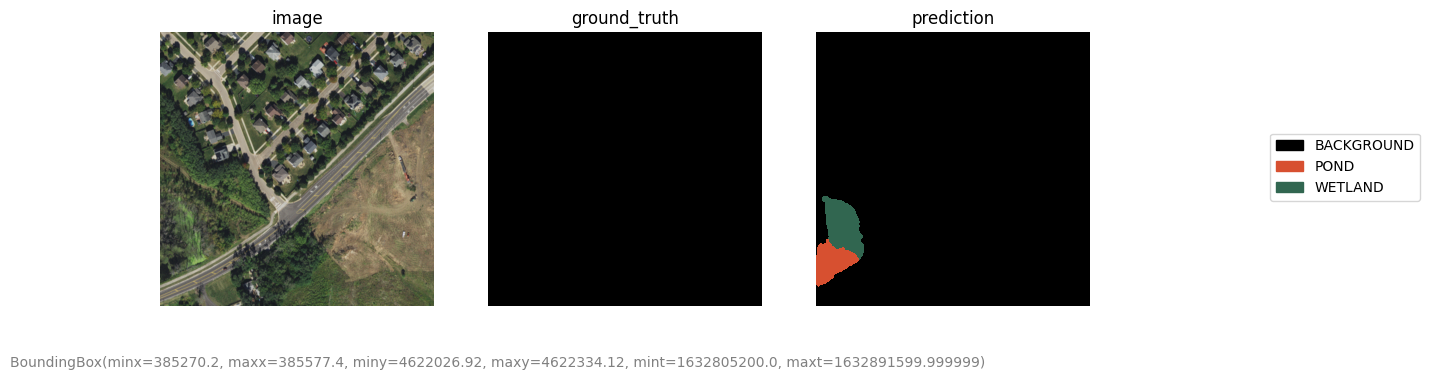 image
ground_truth
prediction
BACKGROUND
POND
WETLAND
BoundingBox(minx=385270.2, maxx=385577.4, miny=4622026.92, maxy=4622334.12, mint=1632805200.0, maxt=1632891599.999999)